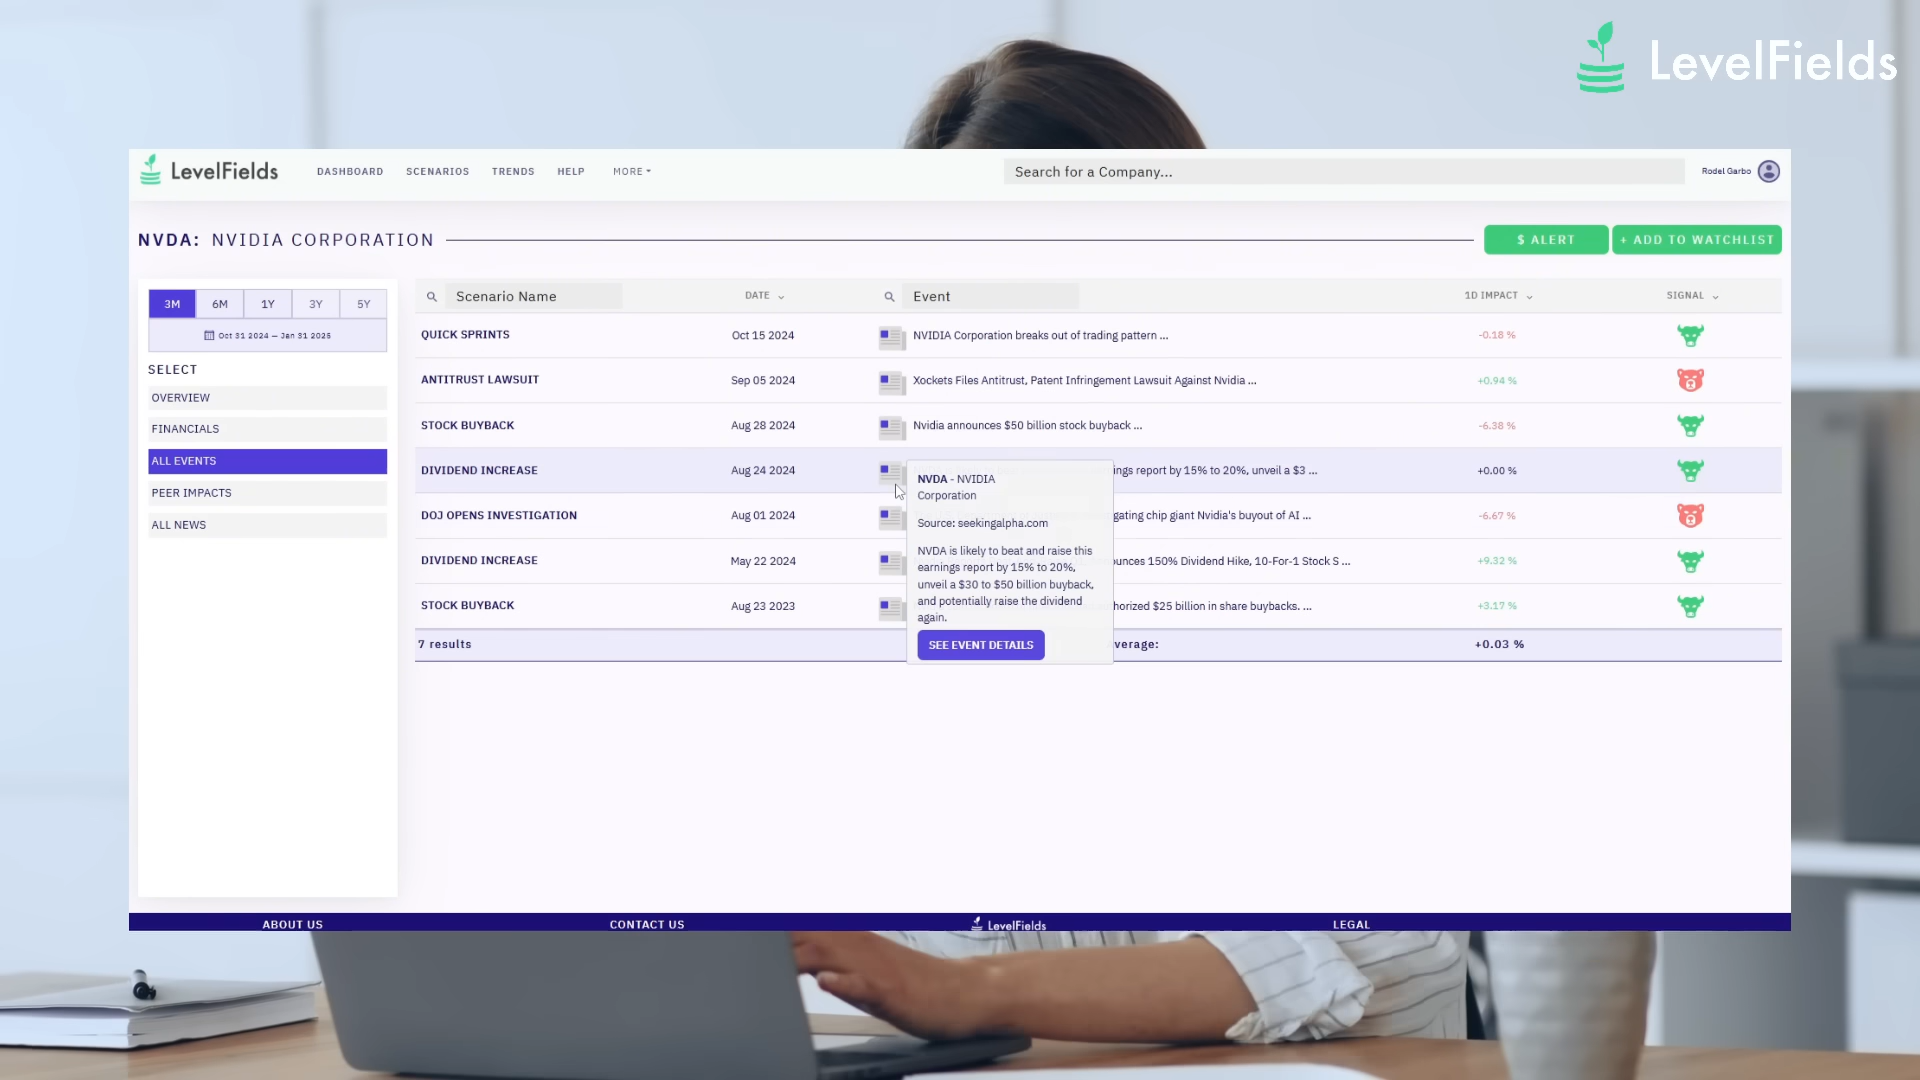 LevelFields
LevelFields DASHBOARD SCENARIOS TRENDS HELP MORE Search for a Company... Rodel Garbo
NVDA: NVIDIA CORPORATION $ ALERT + ADD TO WATCHLIST
3M 6M 1Y 3Y 5Y
Oct 31 2024 — Jan 31 2025
SELECT
OVERVIEW
FINANCIALS
ALL EVENTS
PEER IMPACTS
ALL NEWS
Scenario Name DATE Event 1D IMPACT SIGNAL
QUICK SPRINTS Oct 15 2024 NVIDIA Corporation breaks out of trading pattern ... -0.18 %
ANTITRUST LAWSUIT Sep 05 2024 Xockets Files Antitrust, Patent Infringement Lawsuit Against Nvidia ... +0.94 %
STOCK BUYBACK Aug 28 2024 Nvidia announces $50 billion stock buyback ... -6.38 %
DIVIDEND INCREASE Aug 24 2024 ings report by 15% to 20%, unveil a $3 ... +0.00 %
DOJ OPENS INVESTIGATION Aug 01 2024 gating chip giant Nvidia's buyout of AI ... -6.67 %
DIVIDEND INCREASE May 22 2024 ounces 150% Dividend Hike, 10-For-1 Stock S ... +9.32 %
STOCK BUYBACK Aug 23 2023 horized $25 billion in share buybacks. ... +3.17 %
7 results verage: +0.03 %
NVDA - NVIDIA
Corporation
Source: seekingalpha.com
NVDA is likely to beat and raise this
earnings report by 15% to 20%,
unveil a $30 to $50 billion buyback,
and potentially raise the dividend
again.
SEE EVENT DETAILS
ABOUT US CONTACT US LevelFields LEGAL